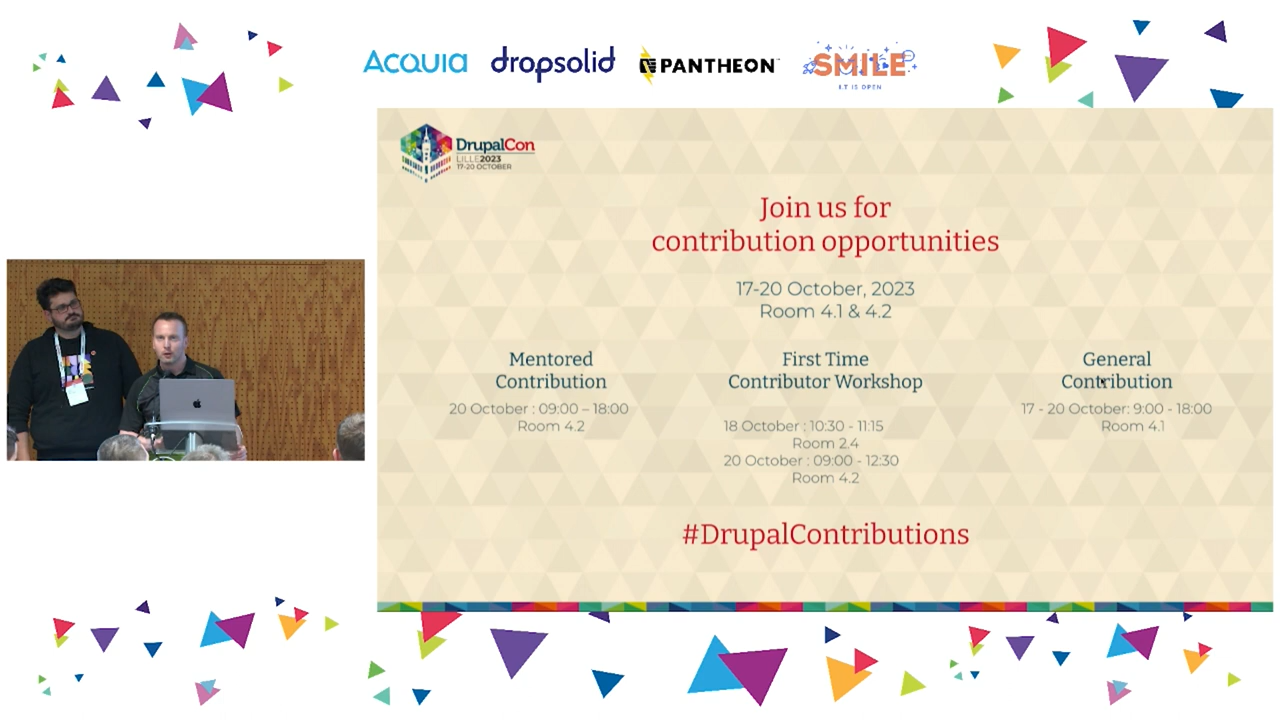 ACQUIA
dropsolid
PANTHEON
SMILE
I.T IS OPEN
DrupalCon
LILLE2023
17-20 OCTOBER
Join us for
contribution opportunities
17-20 October, 2023
Room 4.1 & 4.2
Mentored
Contribution
20 October : 09:00 – 18:00
Room 4.2
First Time
Contributor Workshop
18 October : 10:30 - 11:15
Room 2.4
20 October : 09:00 - 12:30
Room 4.2
General
Contribution
17 - 20 October: 9:00 - 18:00
Room 4.1
#DrupalContributions